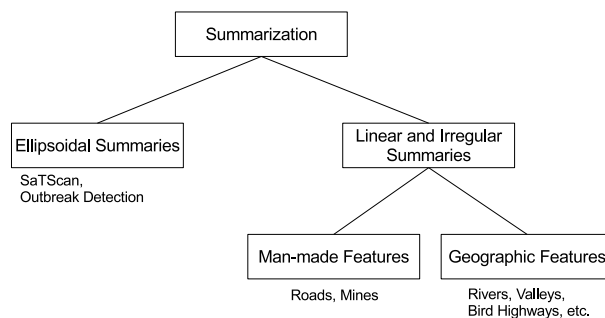 Summarization
Ellipsoidal Summaries
SaTScan,
Outbreak Detection
Linear and Irregular
Summaries
Man-made Features
Roads, Mines
Geographic Features
Rivers, Valleys,
Bird Highways, etc.